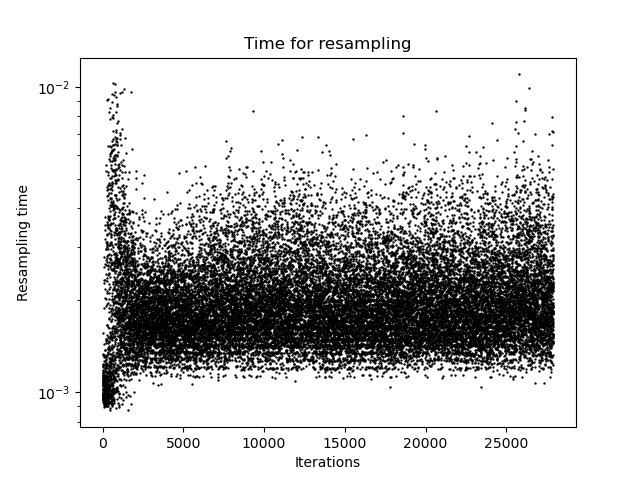 Time for resampling
10⁻²
Resampling time
10⁻³
0 5000 10000 15000 20000 25000
Iterations